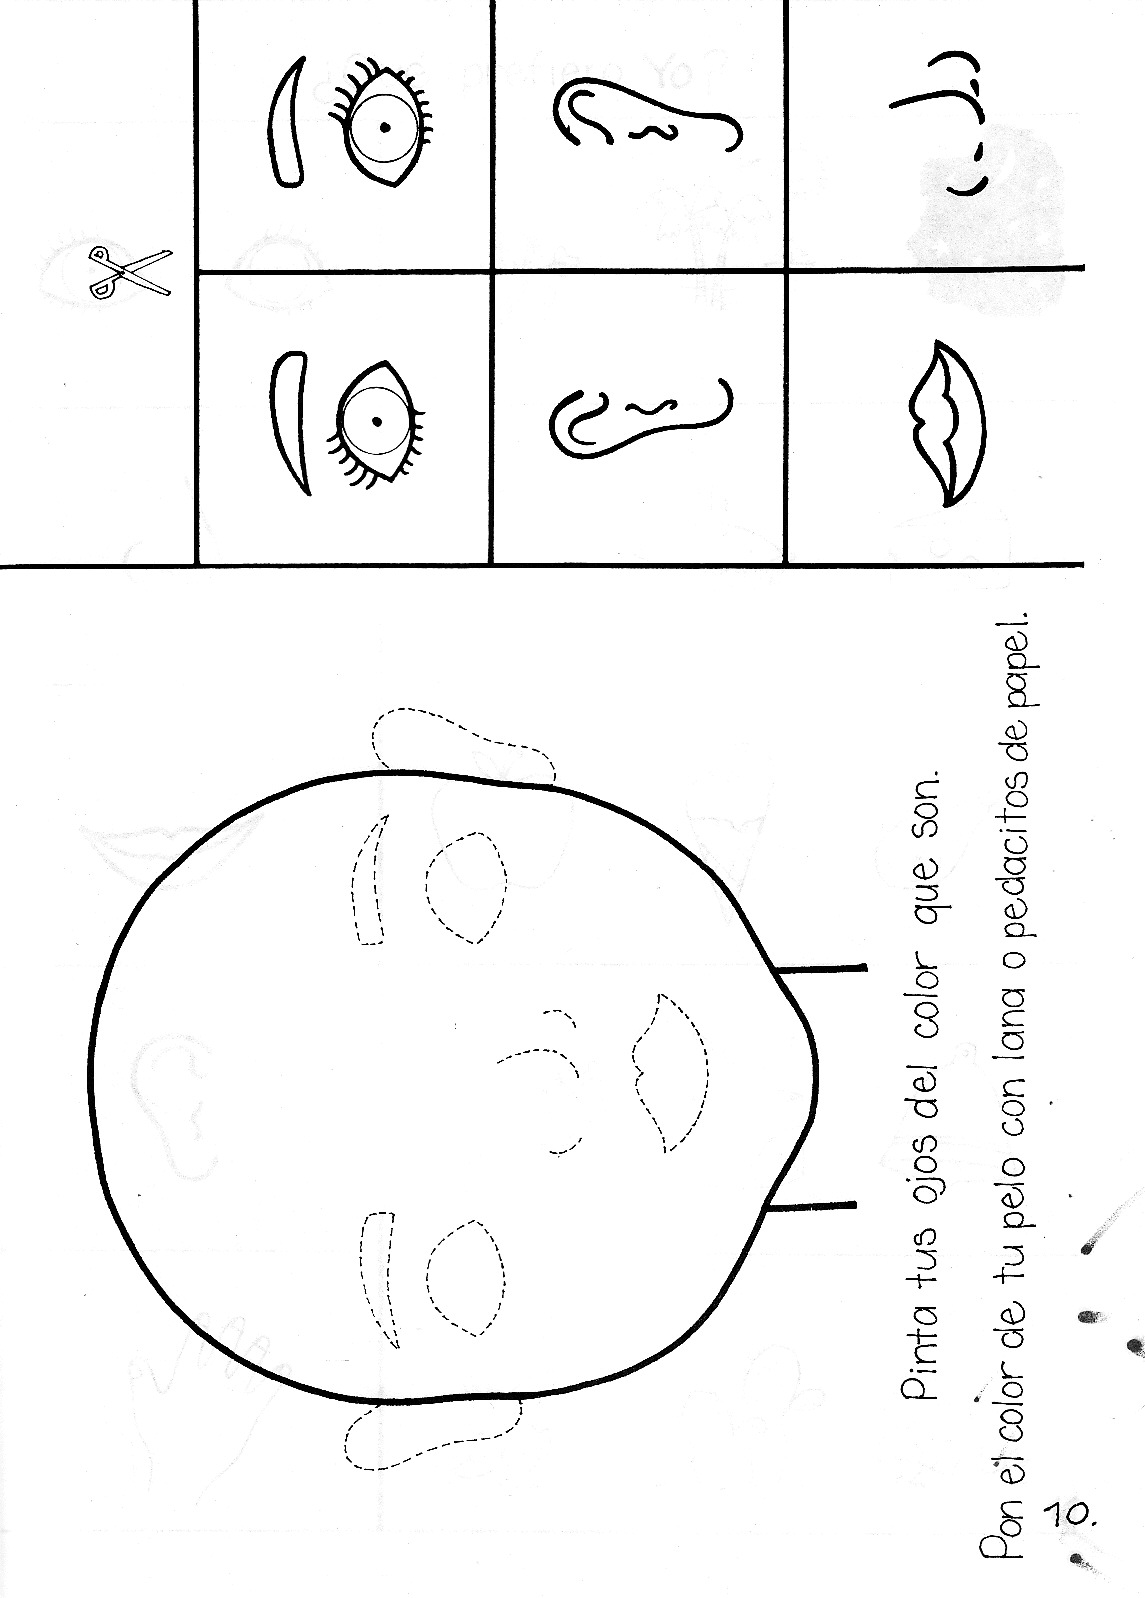 Pinta tus ojos del color que son.
Pon el color de tu pelo con lana o pedacitos de papel.
10.